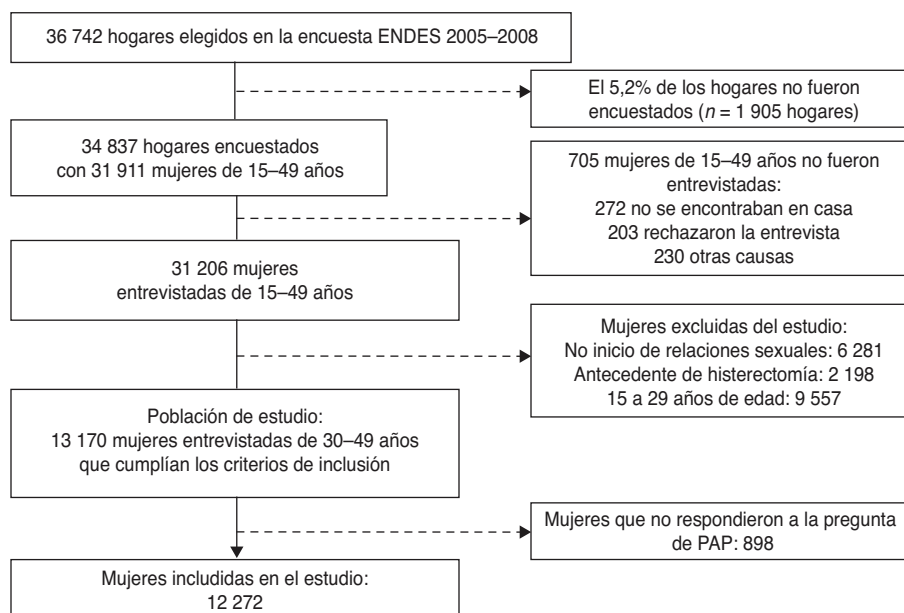 36 742 hogares elegidos en la encuesta ENDES 2005–2008
El 5,2% de los hogares no fueron
encuestados (n = 1 905 hogares)
34 837 hogares encuestados
con 31 911 mujeres de 15–49 años
705 mujeres de 15–49 años no fueron
entrevistadas:
272 no se encontraban en casa
203 rechazaron la entrevista
230 otras causas
31 206 mujeres
entrevistadas de 15–49 años
Mujeres excluidas del estudio:
No inicio de relaciones sexuales: 6 281
Antecedente de histerectomía: 2 198
15 a 29 años de edad: 9 557
Población de estudio:
13 170 mujeres entrevistadas de 30–49 años
que cumplían los criterios de inclusión
Mujeres que no respondieron a la pregunta
de PAP: 898
Mujeres includidas en el estudio:
12 272